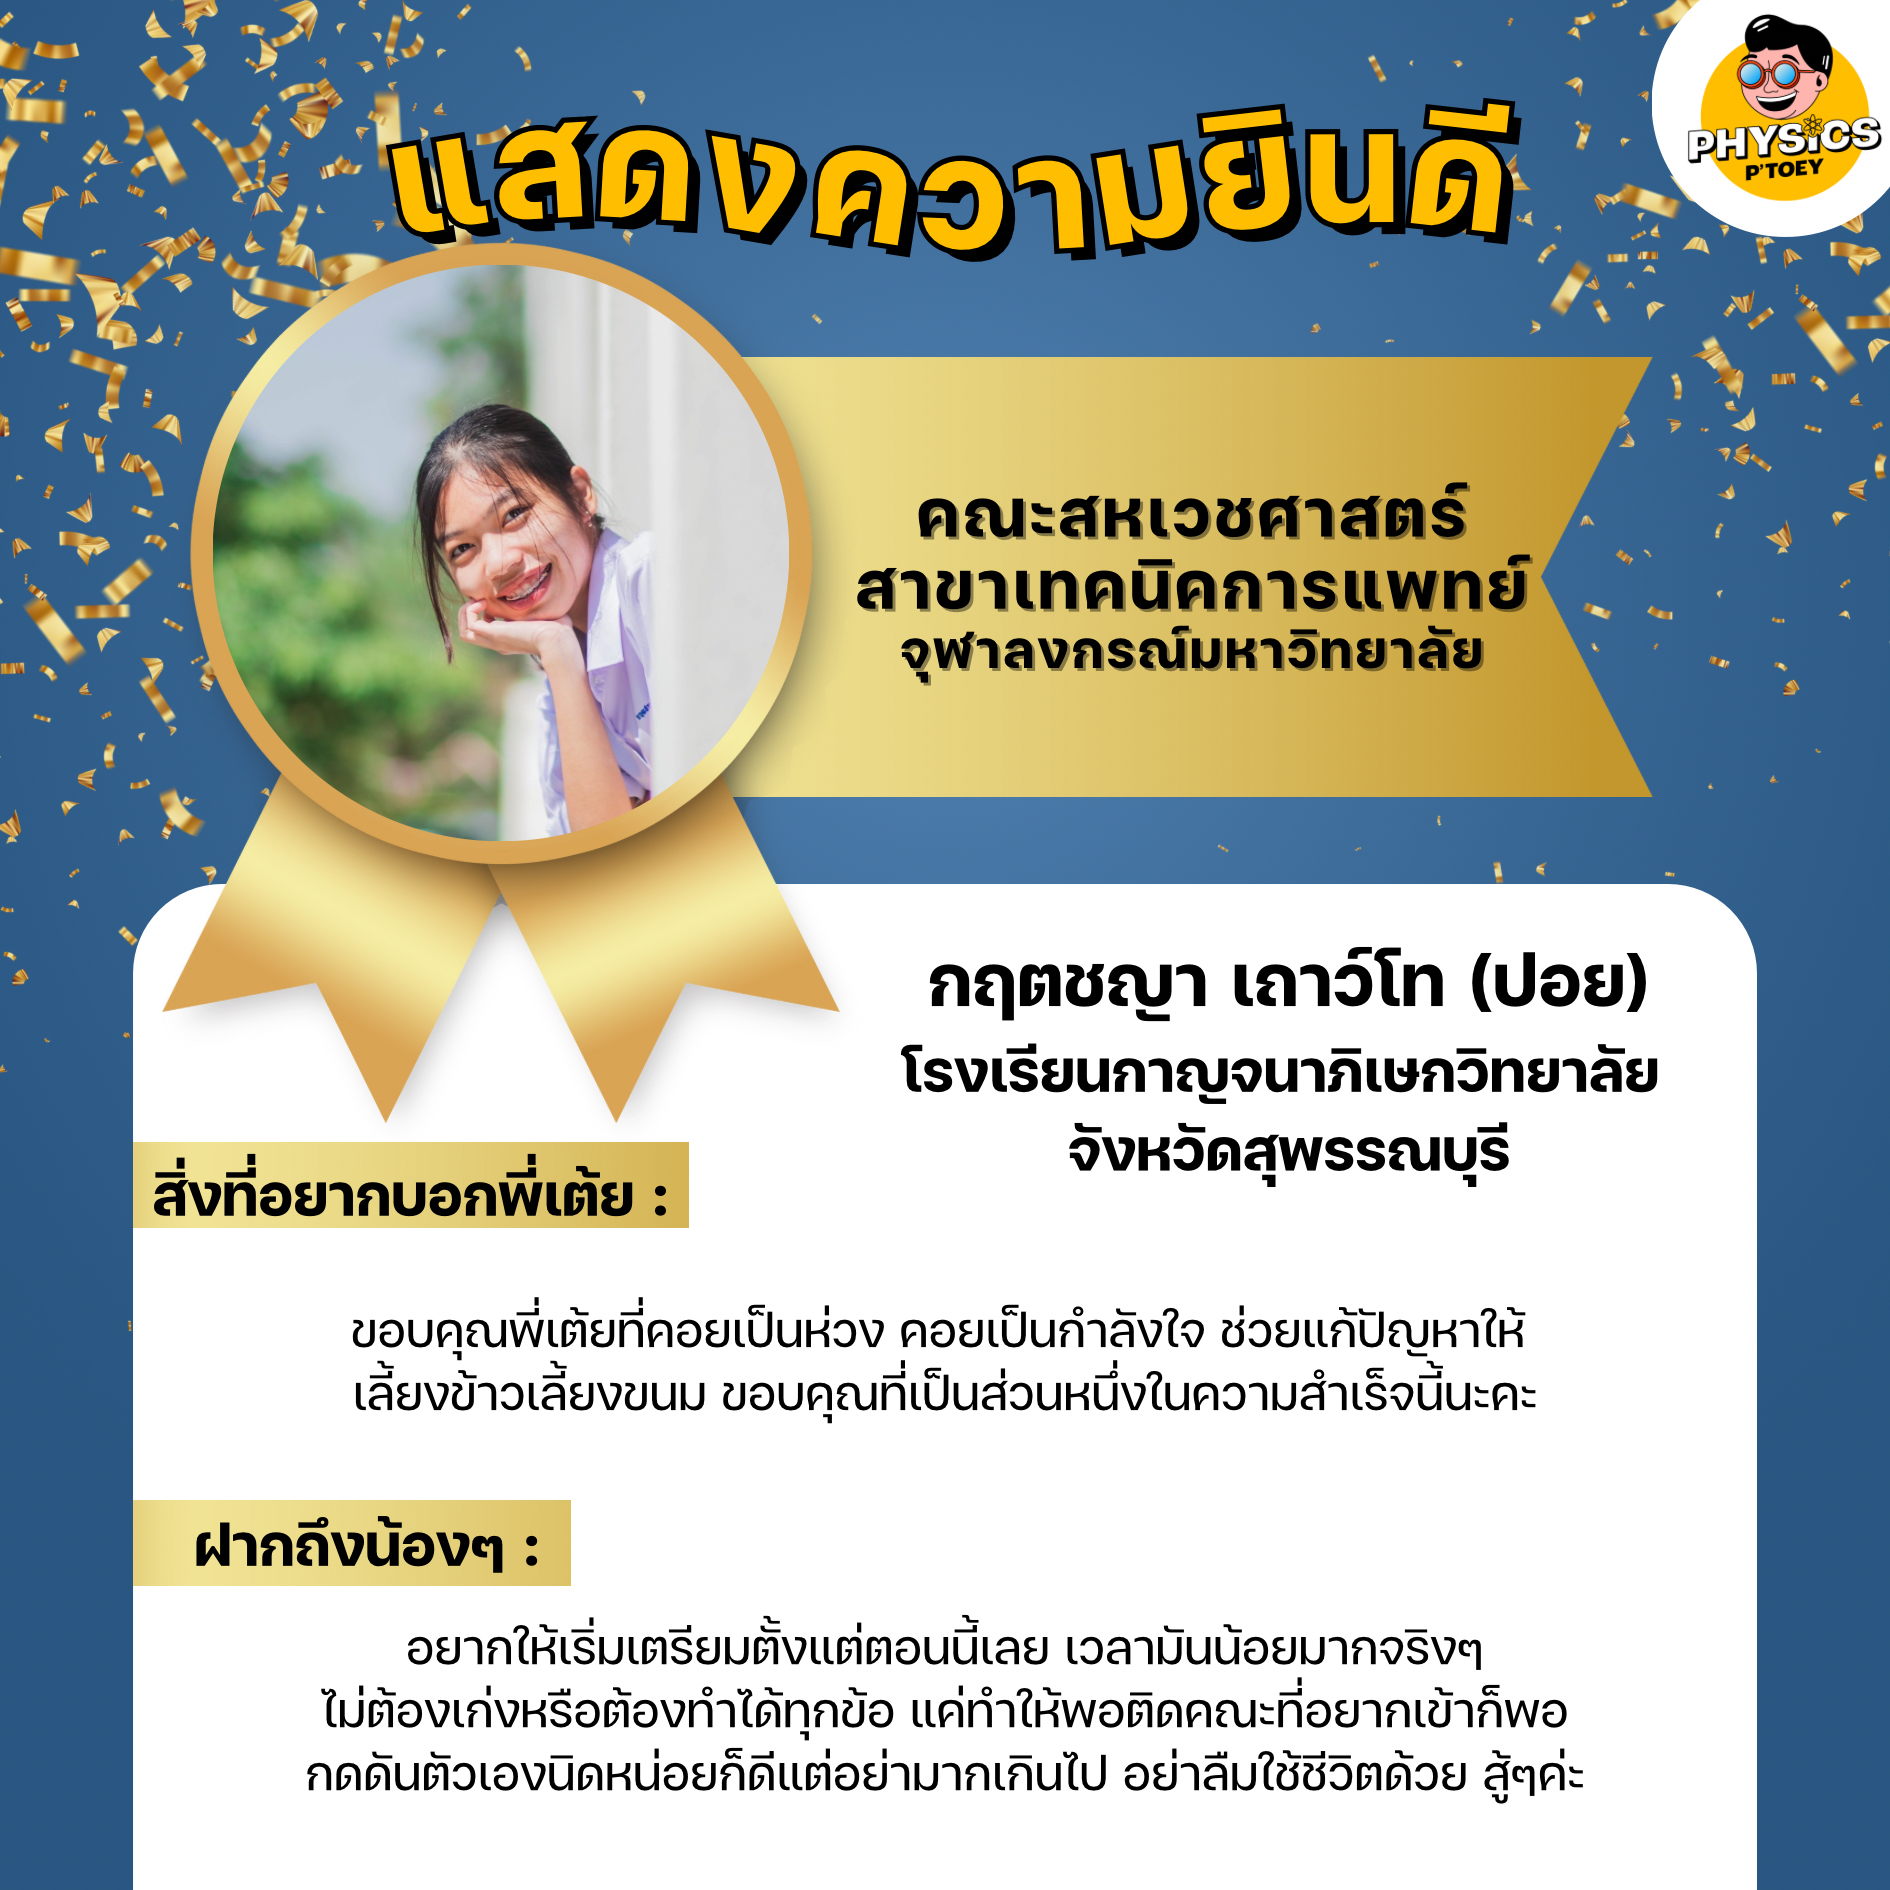 แสดงความยินดี
PHYSICS
P'TOEY
คณะสหเวชศาสตร์
สาขาเทคนิคการแพทย์
จุฬาลงกรณ์มหาวิทยาลัย
กฤตชญา เถาว์โท (ปอย)
โรงเรียนกาญจนาภิเษกวิทยาลัย
จังหวัดสุพรรณบุรี
สิ่งที่อยากบอกพี่เต้ย :
ขอบคุณพี่เต้ยที่คอยเป็นห่วง คอยเป็นกำลังใจ ช่วยแก้ปัญหาให้
เลี้ยงข้าวเลี้ยงขนม ขอบคุณที่เป็นส่วนหนึ่งในความสำเร็จนี้นะคะ
ฝากถึงน้องๆ :
อยากให้เริ่มเตรียมตั้งแต่ตอนนี้เลย เวลามันน้อยมากจริงๆ
ไม่ต้องเก่งหรือต้องทำได้ทุกข้อ แค่ทำให้พอติดคณะที่อยากเข้าก็พอ
กดดันตัวเองนิดหน่อยก็ดีแต่อย่ามากเกินไป อย่าลืมใช้ชีวิตด้วย สู้ๆค่ะ